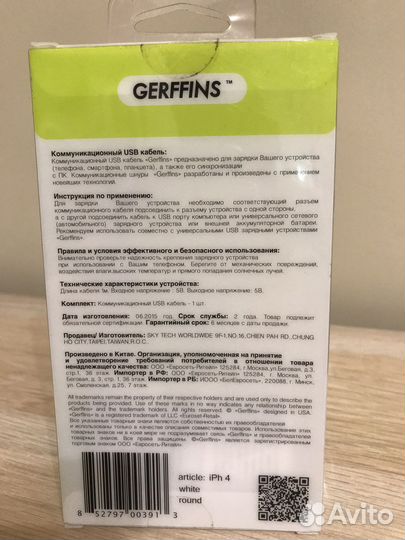 GERFFINS ™
Коммуникационный USB кабель:
Коммуникационный USB кабель «Gerffins» предназначено для зарядки Вашего устройства
(телефона, смартфона, планшета), а также его синхронизации
с ПК. Коммуникационные шнуры «Gerffins» разработаны и произведены с применением
новейших технологий.
Инструкция по применению:
Для зарядки Вашего устройства необходимо соответствующий разъем
коммуникационного кабеля подсоединить к разъему устройства с одной стороны,
а с другой подсоединить кабель к USB порту компьютера или универсального сетевого
(автомобильного) зарядного устройства или внешней аккумуляторной батареи.
Рекомендуем использовать совместно с универсальными USB зарядными устройствами
«Gerffins».
Правила и условия эффективного и безопасного использования:
Внимательно проверьте надежность крепления зарядного устройства
при использовании с Вашим телефоном. Берегите от механических повреждений,
воздействия влаги,высоких температур и прямого попадания солнечных лучей.
Технические характеристики устройства:
Длина кабеля 1м. Входное напряжение : 5В. Выходное напряжение: 5В.
Комплект: Коммуникационный USB кабель - 1 шт.
Дата изготовления: 06.2015 год. Срок службы: 2 года. Товар подлежит
обязательной сертификации. Гарантийный срок: 6 месяцев с даты продажи.
Продавец/ Изготовитель: SKY TECH WORLDWIDE 9F-1.NO.16,CHIEN PAH RD.,CHUNG
HO CITY,TAIPEI,TAIWAN,R.O.C.
Произведено в Китае. Организация, уполномоченная на принятие
и удовлетворение требований потребителя в отношении товара
ненадлежащего качества: ООО «Евросеть-Ритейл» 125284, г. Москва,ул.Беговая,
д. 3, стр. 1, 36 этаж. Импортер в РФ: ООО «Евросеть-Ритейл» 125284, г. Москва, ул.
Беговая, д. 3, стр. 1, 36 этаж. Импортер в РБ: ИООО «БелЕвросеть», 220088, г. Минск,
ул. Смоленская, д.25, 7 этаж.
All trademarks remain the property of their respective holders and are used only to describe the
products being provided. Use of these marks in no way indicates any relationship between
«Gerffins» and the trademark holders. All rights reserved. © «Gerffins» designed in USA.
«Gerffins» is a registered trademark of LLC «Euroset-Retail».
Все указанные товарные знаки являются собственностью их правообладателей
и использованы только в качестве описания совместимых товаров. Использование этих
товарных знаков ни в коей мере не подразумевает связь «Gerffins» и правообладателей
товарных знаков. Все права защищены. ©«Gerffins» является зарегистрированным
торговым знаком ООО «Евросеть-Ритейл».
article: iPh 4
white
round
8 52797 00391 3
Avito